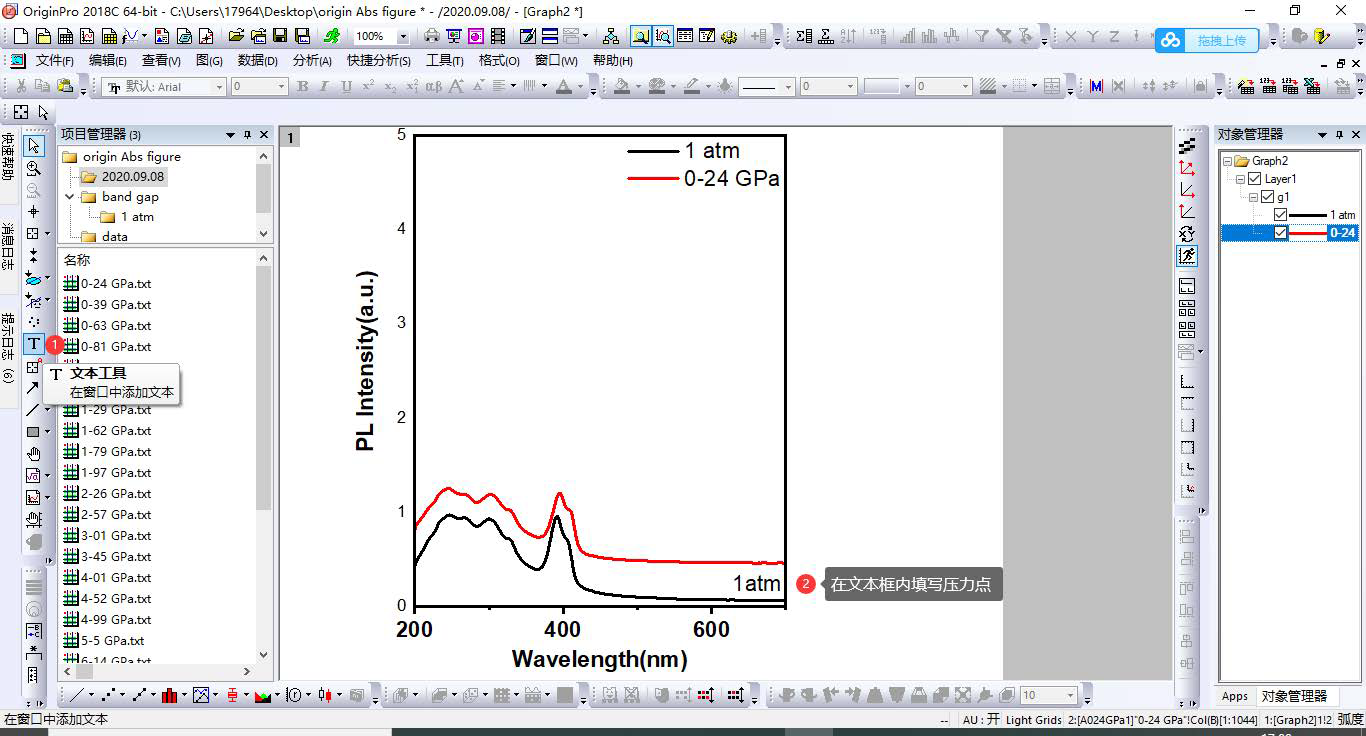 OriginPro 2018C 64-bit - C:\Users\17964\Desktop\origin Abs figure * - /2020.09.08/ - [Graph2 *]
100%
拖拽上传
文件(F) 编辑(E) 查看(V) 图(G) 数据(D) 分析(A) 快捷分析(S) 工具(T) 格式(O) 窗口(W) 帮助(H)
默认: Arial 0 B I U 0 0
快速帮助
消息日志
提示日志 (6)
项目管理器 (3)
origin Abs figure
2020.09.08
band gap
1 atm
data
名称
0-24 GPa.txt
0-39 GPa.txt
0-63 GPa.txt
0-81 GPa.txt
1
T 文本工具
在窗口中添加文本
1-29 GPa.txt
1-62 GPa.txt
1-79 GPa.txt
1-97 GPa.txt
2-26 GPa.txt
2-57 GPa.txt
3-01 GPa.txt
3-45 GPa.txt
4-01 GPa.txt
4-52 GPa.txt
4-99 GPa.txt
5-5 GPa.txt
6-14 GPa.txt
1
5
4
3
2
1
0
PL Intensity(a.u.)
1 atm
0-24 GPa
1atm
2 在文本框内填写压力点
200 400 600
Wavelength(nm)
对象管理器
Graph2
Layer1
g1
1 atm
0-24
Apps 对象管理器
10
在窗口中添加文本
-- AU : 开 Light Grids 2:[A024GPa1]"0-24 GPa"!Col(B)[1:1044] 1:[Graph2]1!2 弧度